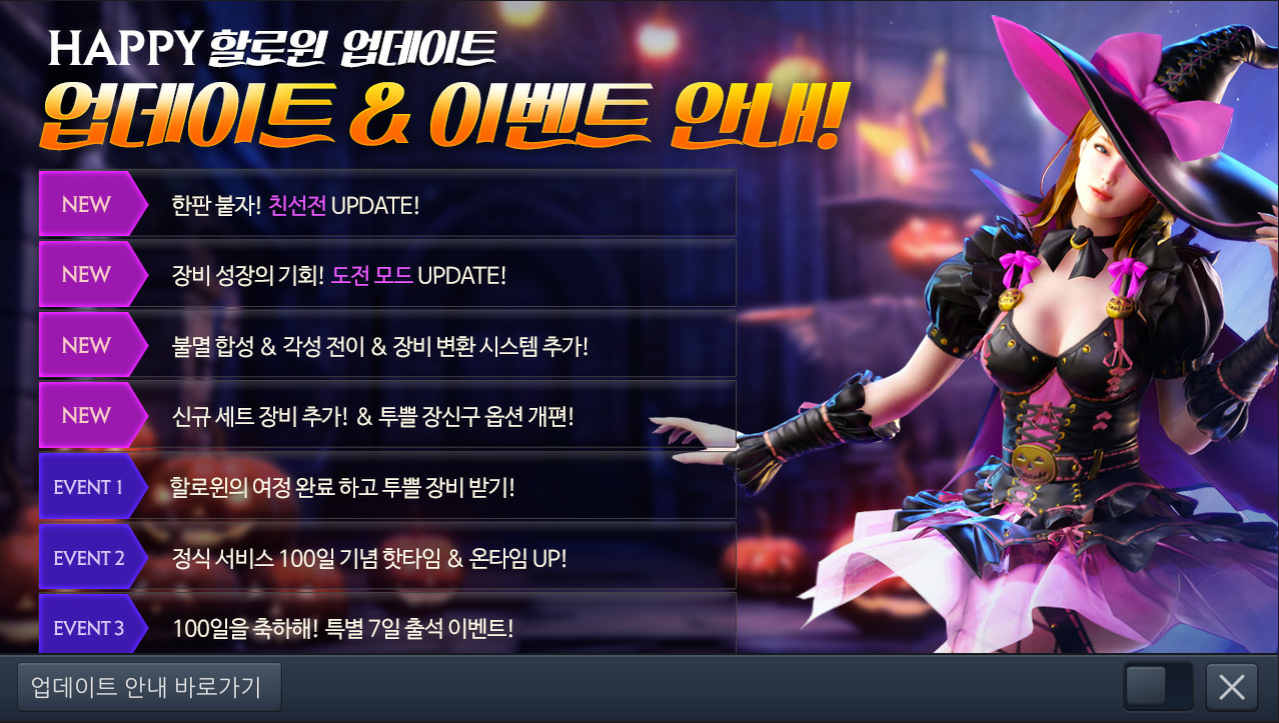 HAPPY 할로윈 업데이트
업데이트 & 이벤트 안내!
NEW 한판 붙자! 친선전 UPDATE!
NEW 장비 성장의 기회! 도전 모드 UPDATE!
NEW 불멸 합성 & 각성 전이 & 장비 변환 시스템 추가!
NEW 신규 세트 장비 추가! & 투쁠 장신구 옵션 개편!
EVENT 1 할로윈의 여정 완료 하고 투쁠 장비 받기!
EVENT 2 정식 서비스 100일 기념 핫타임 & 온타임 UP!
EVENT 3 100일을 축하해! 특별 7일 출석 이벤트!
업데이트 안내 바로가기